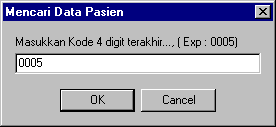 Mencari Data Pasien
Masukkan Kode 4 digit terakhir..., ( Exp : 0005)
0005
OK
Cancel